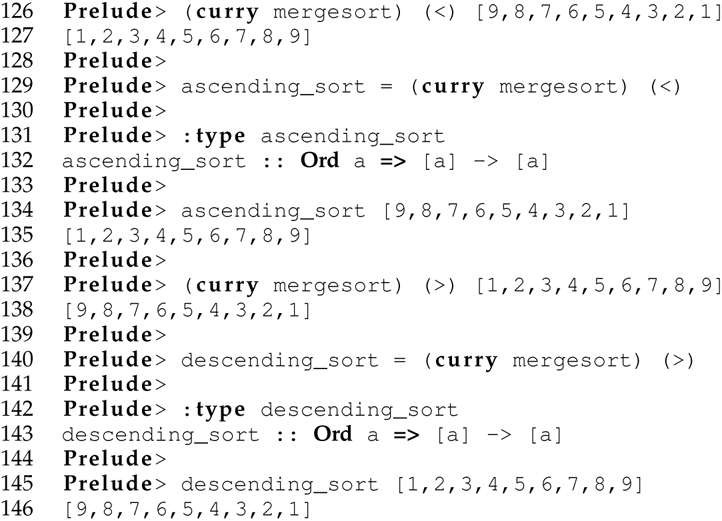 126 Prelude> (curry mergesort) (<) [9,8,7,6,5,4,3,2,1]
127 [1,2,3,4,5,6,7,8,9]
128 Prelude>
129 Prelude> ascending_sort = (curry mergesort) (<)
130 Prelude>
131 Prelude> :type ascending_sort
132 ascending_sort :: Ord a => [a] -> [a]
133 Prelude>
134 Prelude> ascending_sort [9,8,7,6,5,4,3,2,1]
135 [1,2,3,4,5,6,7,8,9]
136 Prelude>
137 Prelude> (curry mergesort) (>) [1,2,3,4,5,6,7,8,9]
138 [9,8,7,6,5,4,3,2,1]
139 Prelude>
140 Prelude> descending_sort = (curry mergesort) (>)
141 Prelude>
142 Prelude> :type descending_sort
143 descending_sort :: Ord a => [a] -> [a]
144 Prelude>
145 Prelude> descending_sort [1,2,3,4,5,6,7,8,9]
146 [9,8,7,6,5,4,3,2,1]